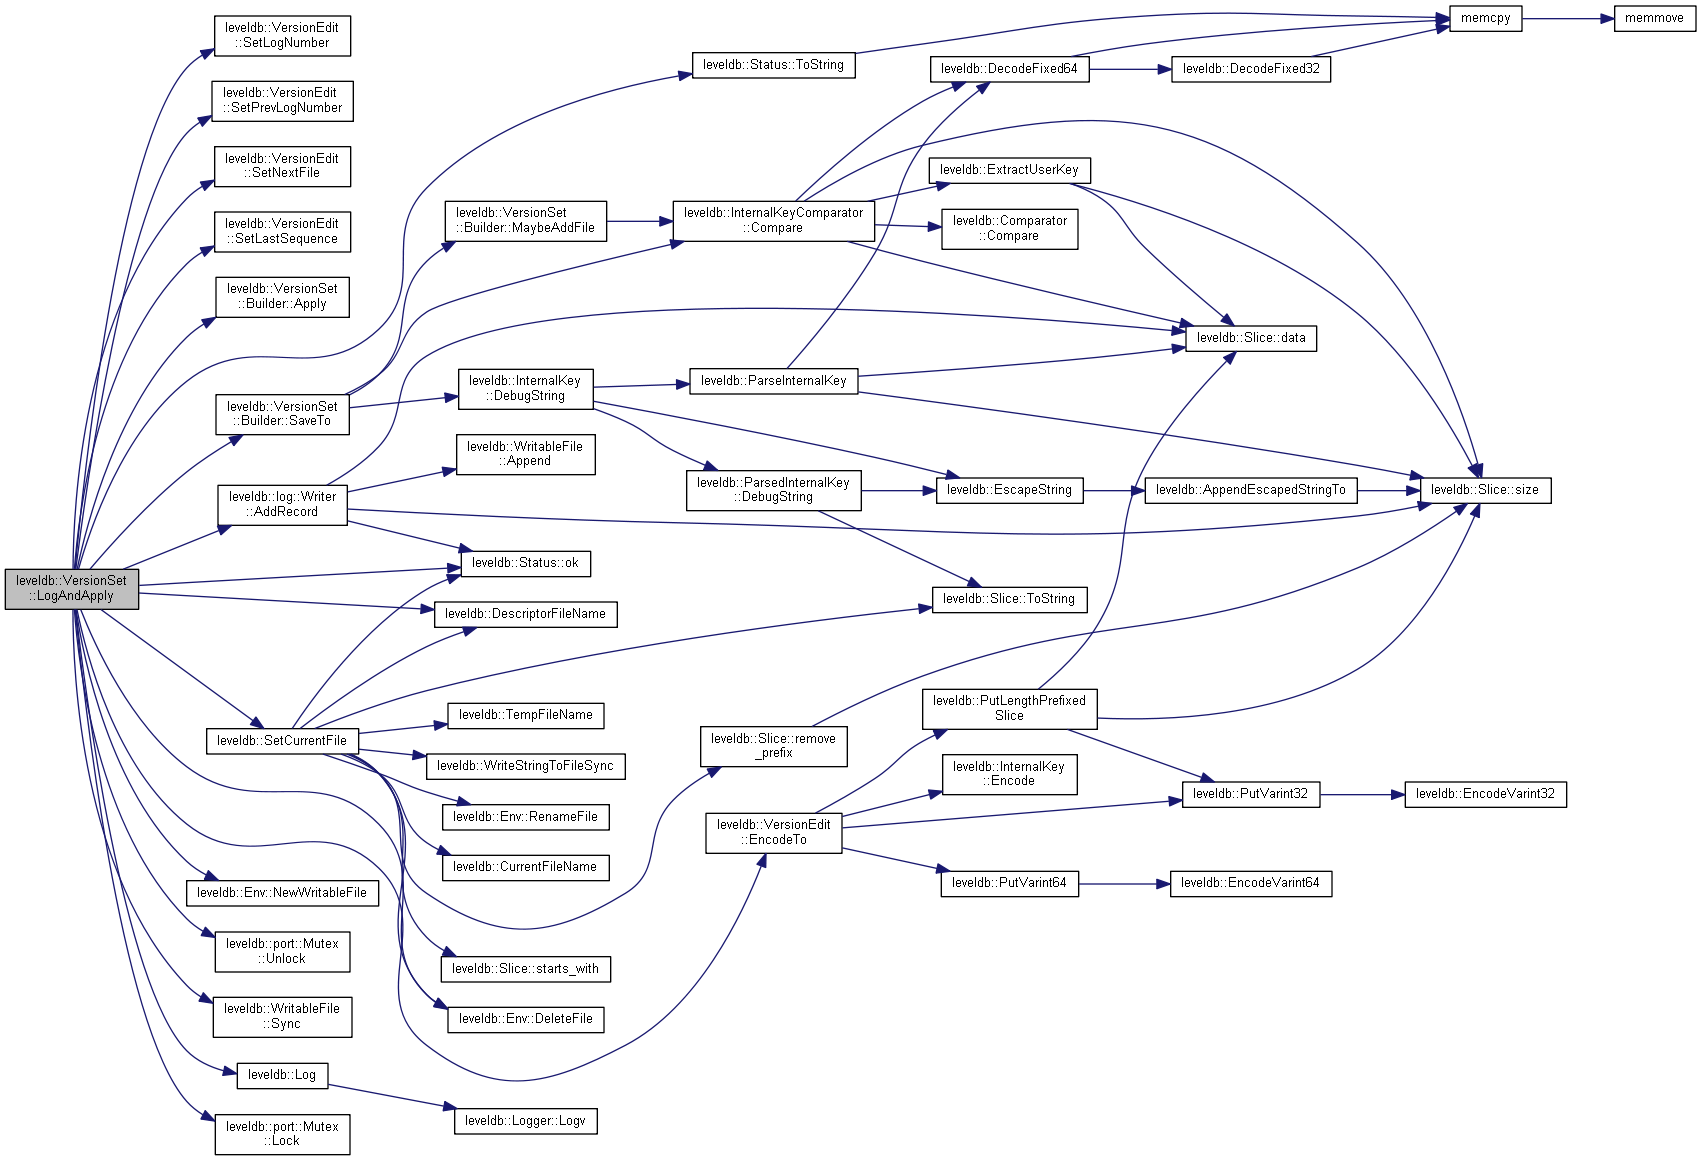 leveldb::VersionSet
::LogAndApply
leveldb::VersionEdit
::SetLogNumber
leveldb::VersionEdit
::SetPrevLogNumber
leveldb::VersionEdit
::SetNextFile
leveldb::VersionEdit
::SetLastSequence
leveldb::VersionSet
::Builder::Apply
leveldb::VersionSet
::Builder::SaveTo
leveldb::log::Writer
::AddRecord
leveldb::SetCurrentFile
leveldb::Env::NewWritableFile
leveldb::port::Mutex
::Unlock
leveldb::WritableFile
::Sync
leveldb::Log
leveldb::port::Mutex
::Lock
leveldb::VersionSet
::Builder::MaybeAddFile
leveldb::InternalKey
::DebugString
leveldb::WritableFile
::Append
leveldb::Status::ok
leveldb::DescriptorFileName
leveldb::TempFileName
leveldb::WriteStringToFileSync
leveldb::Env::RenameFile
leveldb::CurrentFileName
leveldb::Slice::starts_with
leveldb::Env::DeleteFile
leveldb::Logger::Logv
leveldb::Status::ToString
leveldb::InternalKeyComparator
::Compare
leveldb::ParseInternalKey
leveldb::ParsedInternalKey
::DebugString
leveldb::Slice::remove
_prefix
leveldb::VersionEdit
::EncodeTo
leveldb::DecodeFixed64
leveldb::ExtractUserKey
leveldb::Comparator
::Compare
leveldb::EscapeString
leveldb::Slice::ToString
leveldb::PutLengthPrefixed
Slice
leveldb::InternalKey
::Encode
leveldb::PutVarint64
leveldb::DecodeFixed32
leveldb::Slice::data
leveldb::AppendEscapedStringTo
leveldb::PutVarint32
leveldb::EncodeVarint64
memcpy
leveldb::Slice::size
leveldb::EncodeVarint32
memmove